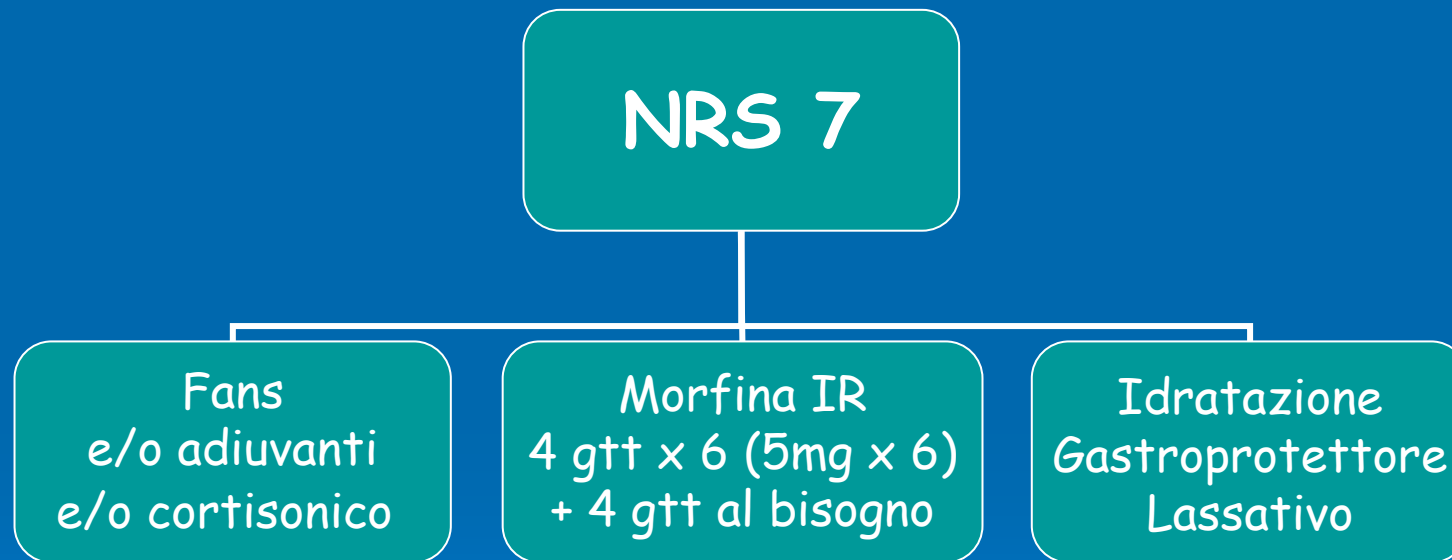 NRS 7
Fans
e/o adiuvanti
e/o cortisonico
Morfina IR
4 gtt x 6 (5mg x 6)
+ 4 gtt al bisogno
Idratazione
Gastroprotettore
Lassativo